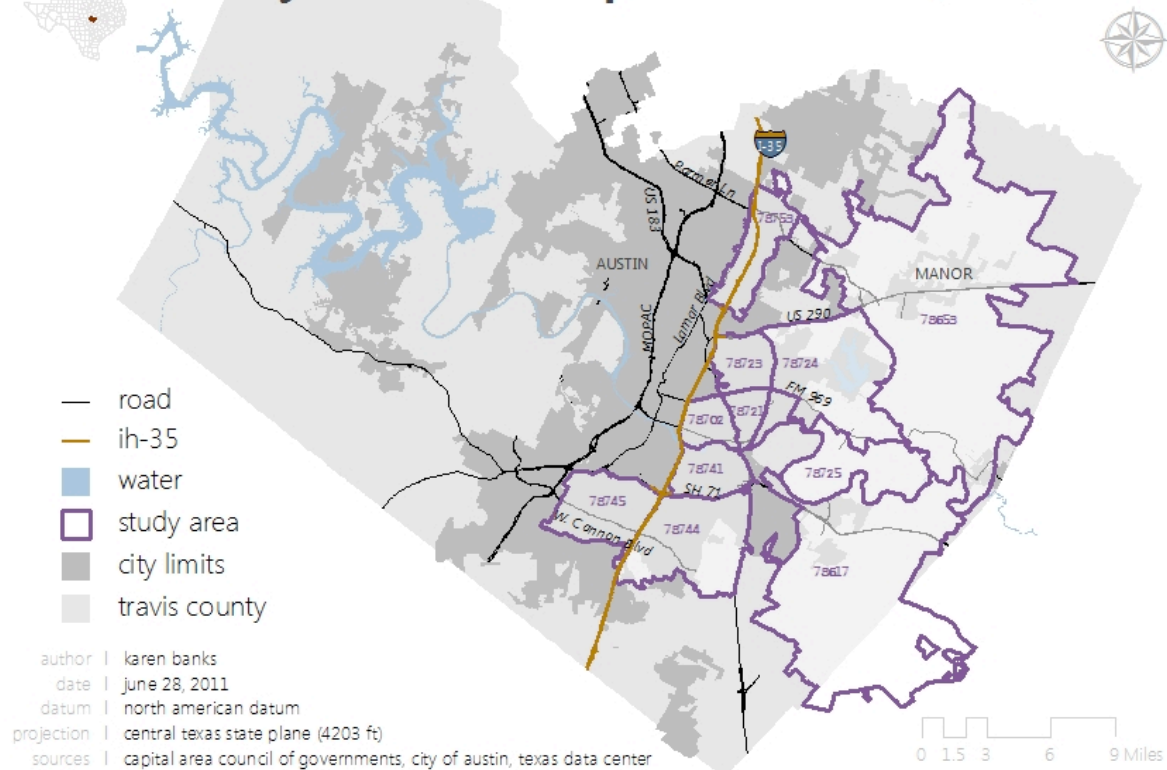 I-35
Parmer Ln
US 183
78753
AUSTIN
MANOR
MOPAC
Lamar Blvd
US 290
78653
78723
78724
FM 969
78702
78721
78741
78725
SH 71
78745
78744
W. Cannon Blvd
78617
road
ih-35
water
study area
city limits
travis county
author | karen banks
date | june 28, 2011
datum | north american datum
projection | central texas state plane (4203 ft)
sources | capital area council of governments, city of austin, texas data center
0 1.5 3 6 9 Miles